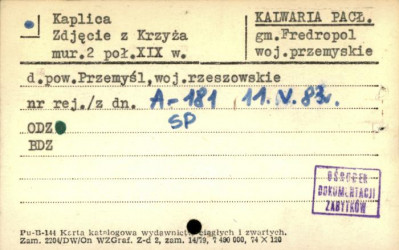 Kaplica
Zdjęcie z Krzyża
mur.2 poł.XIX w.
KALWARIA PACŁ.
gm.Fredropol
woj.przemyskie
d.pow.Przemyśl,woj.rzeszowskie
nr rej./z dn. A-181 11.V.83r.
ODZ SP
BDZ
OŚRODEK
DOKUMENTACJI
ZABYTKÓW
Pu-B-144 Karta katalogowa wydawnictw ciągłych i zwartych.
Zam. 2204/DW/On WZGraf. Z-d 2, zam. 14/79, 7 400 000, 74 X 120